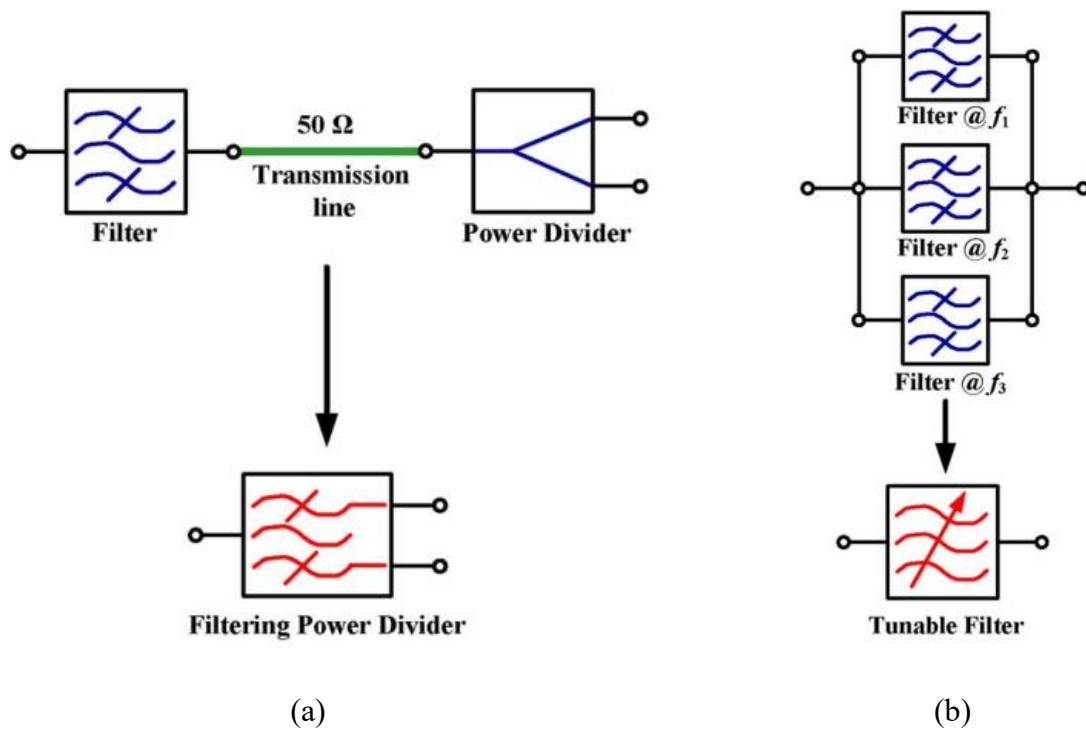 50 Ω
Transmission
line
Filter
Power Divider
Filtering Power Divider
(a)
Filter @ f₁
Filter @ f₂
Filter @ f₃
Tunable Filter
(b)